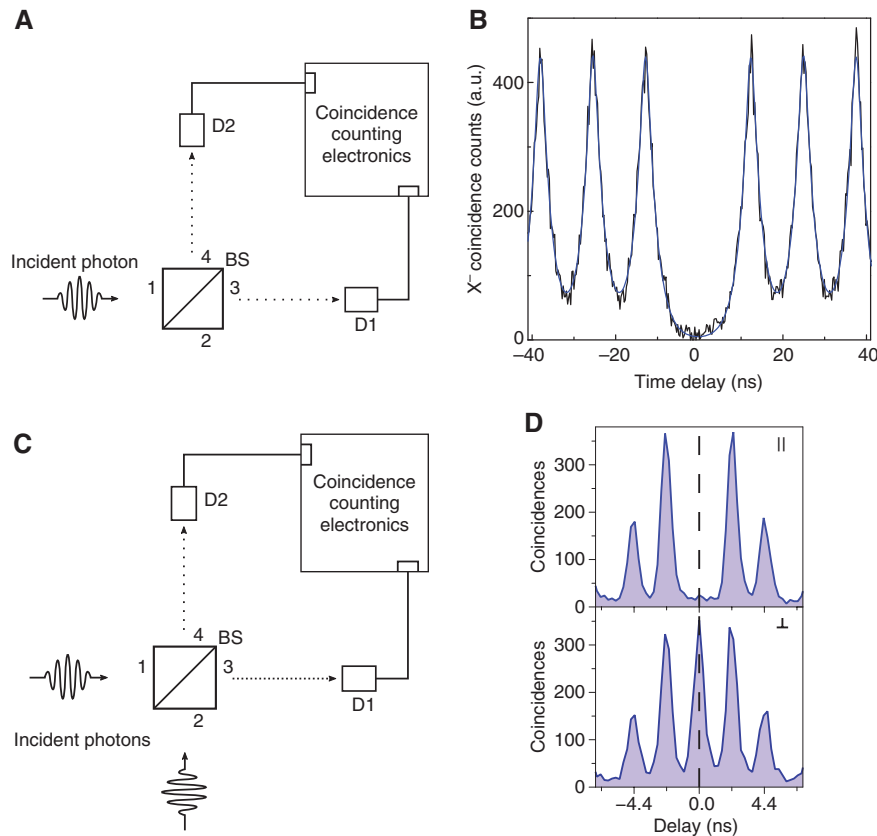 A
D2
Coincidence
counting
electronics
Incident photon
4 BS
1
3
2
D1
B
X⁻ coincidence counts (a.u.)
400
200
0
−40
−20
0
20
40
Time delay (ns)
C
D2
Coincidence
counting
electronics
4 BS
1
3
2
D1
Incident photons
D
Coincidences
300
200
100
0
||
Coincidences
300
200
100
0
⊥
−4.4
0.0
4.4
Delay (ns)